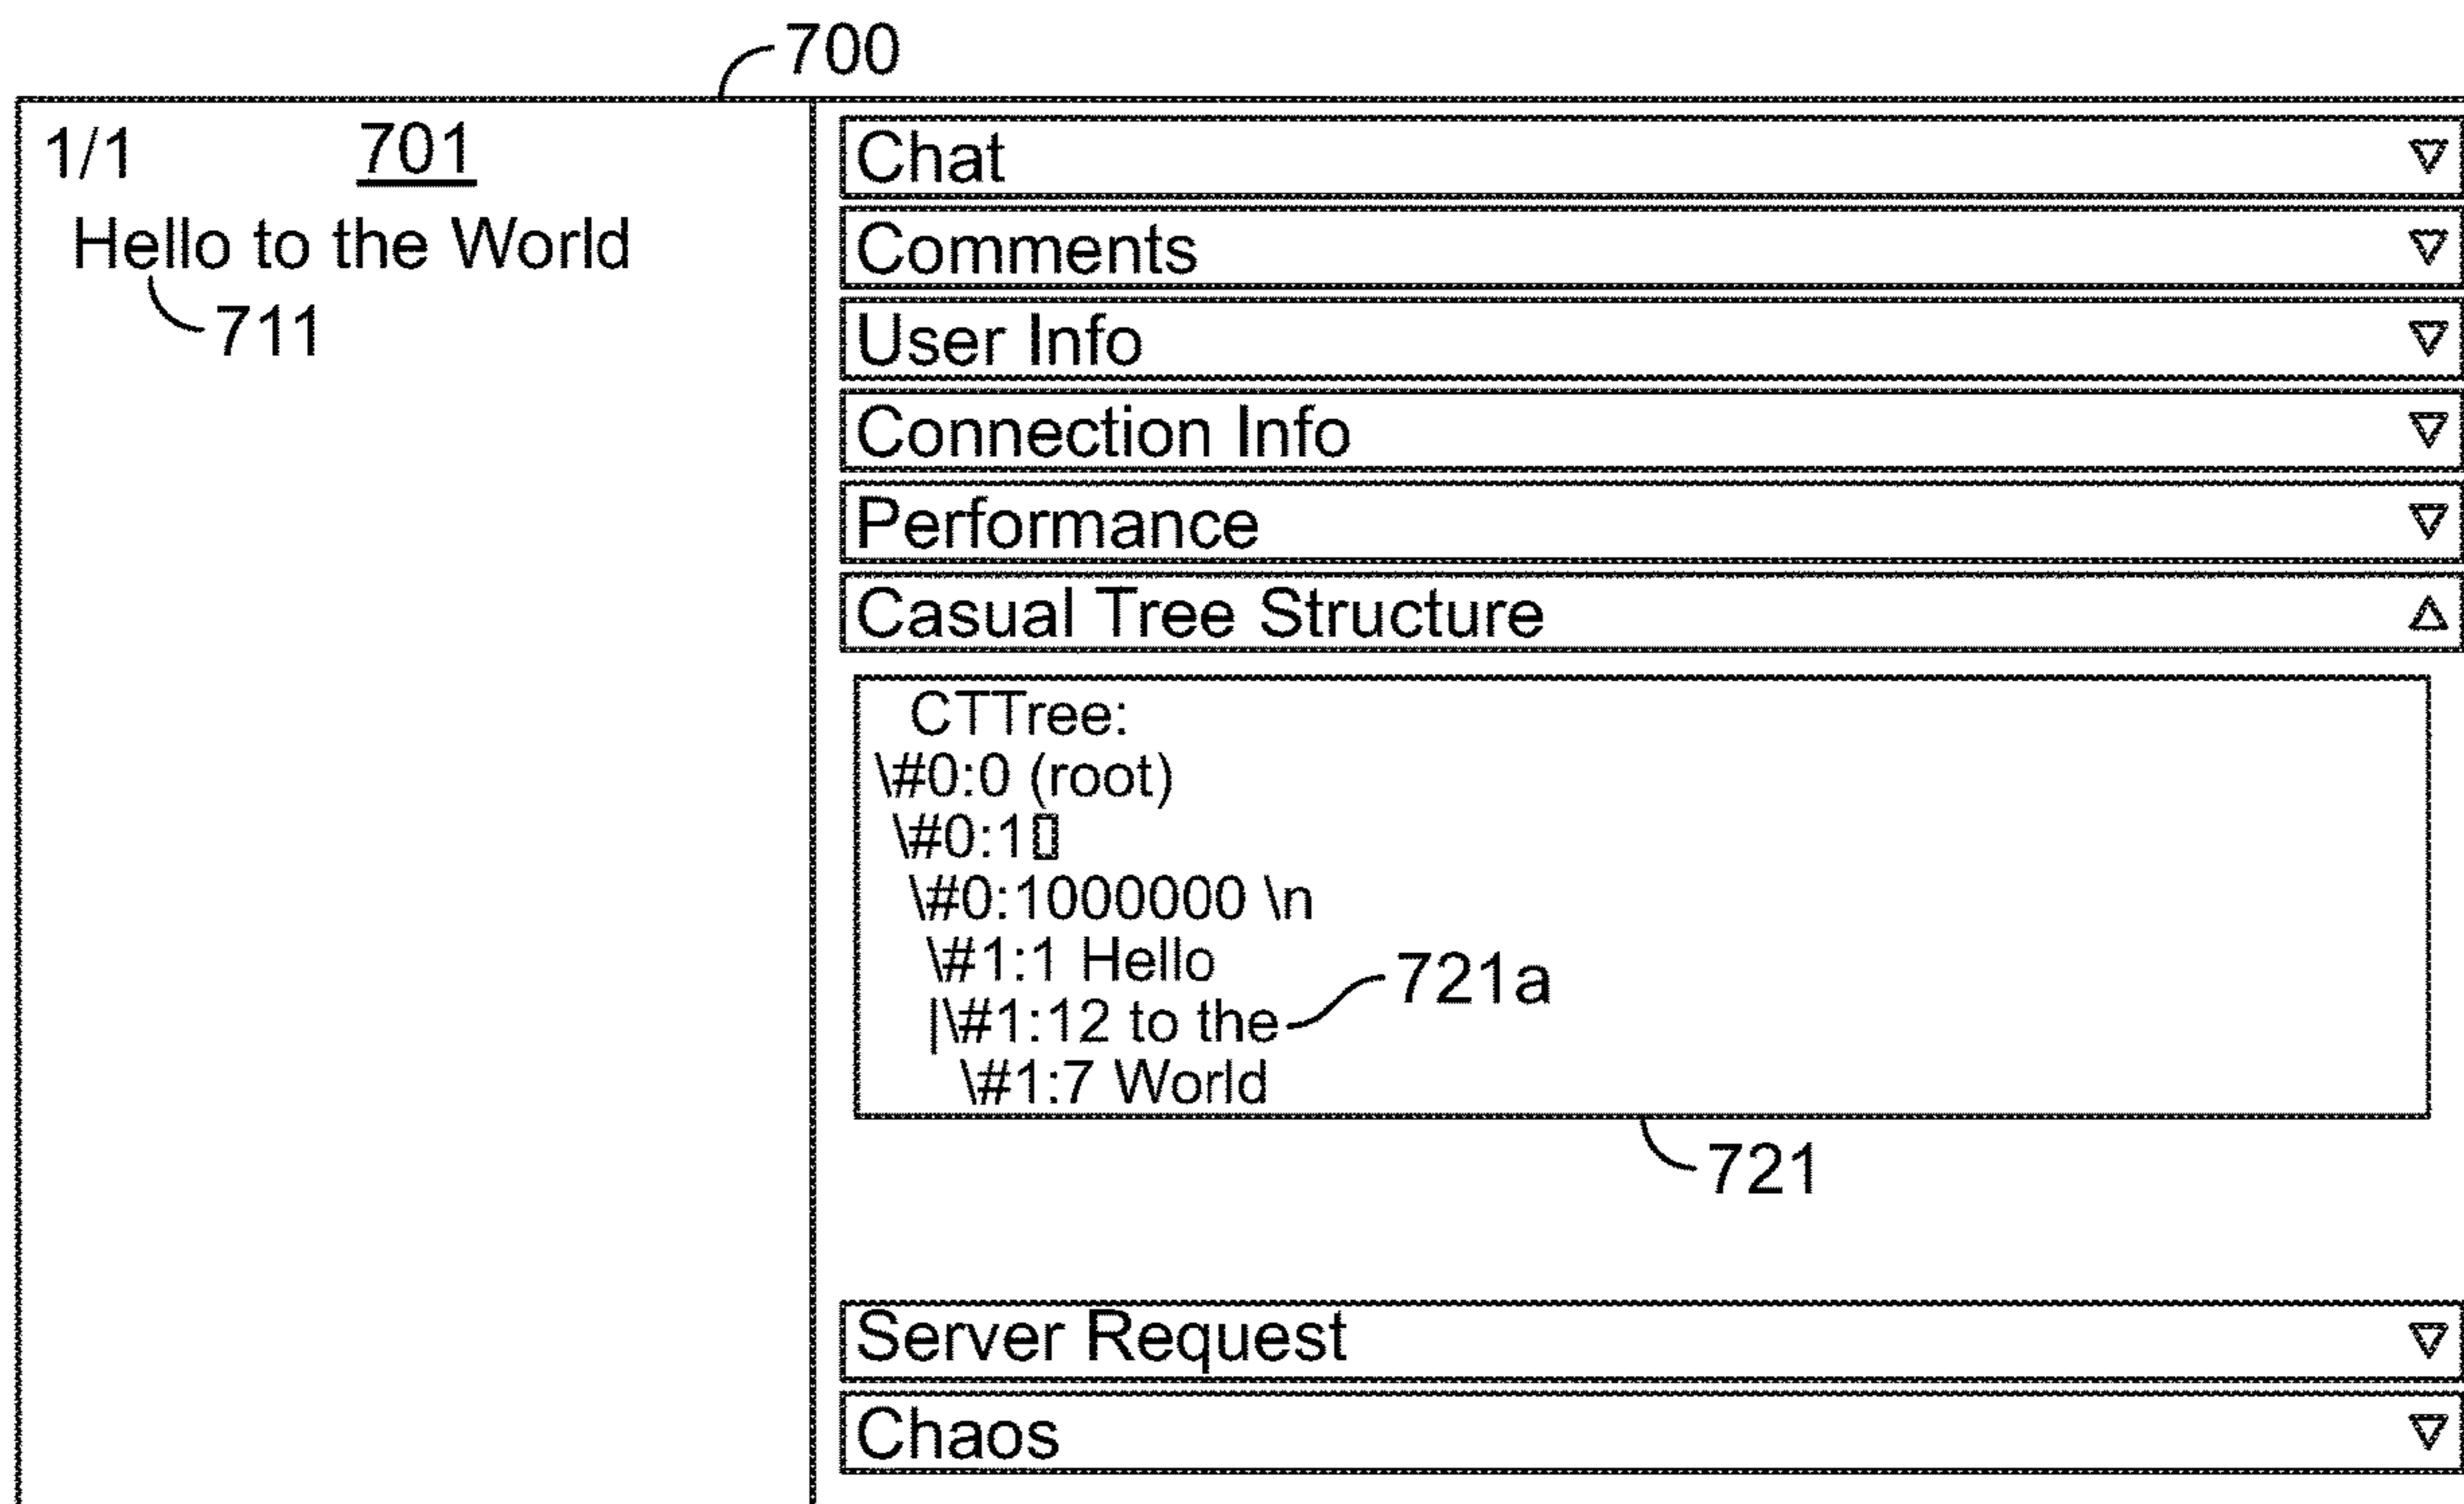 700
1/1 701
Hello to the World
711
Chat
Comments
User Info
Connection Info
Performance
Casual Tree Structure
CTTree:
\#0:0 (root)
\#0:1▯
\#0:1000000 \n
\#1:1 Hello
|\#1:12 to the 721a
\#1:7 World
721
Server Request
Chaos